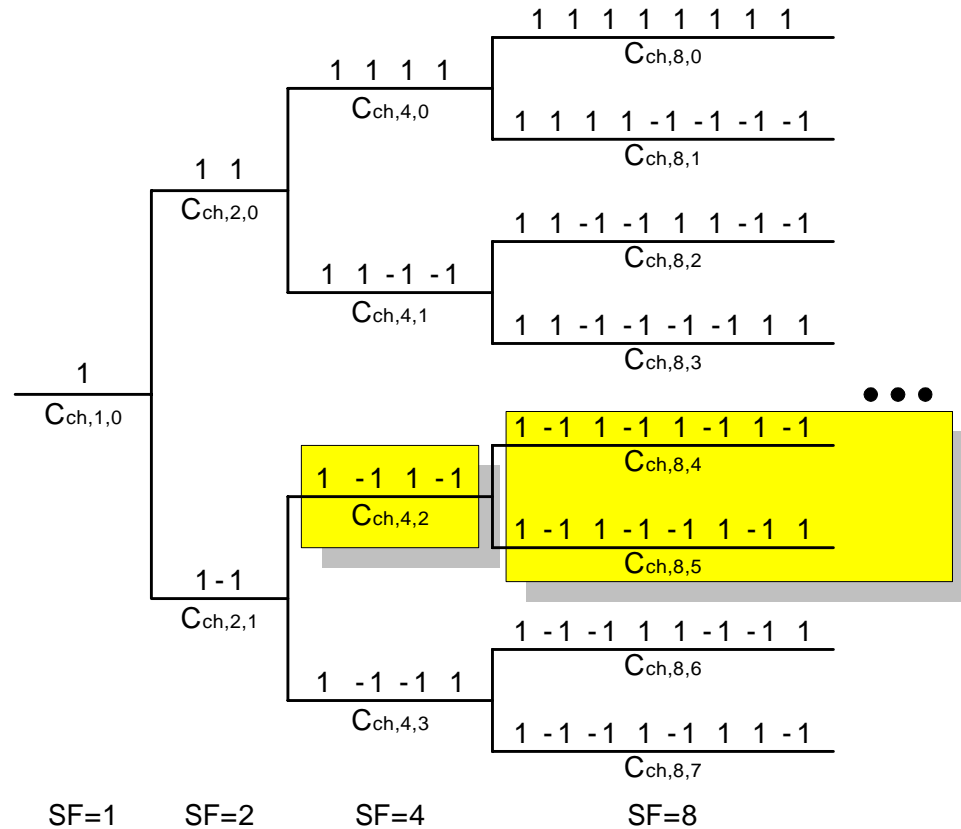 1 1 1 1 1 1 1 1
Cch,8,0
1 1 1 1
Cch,4,0
1 1 1 1 -1 -1 -1 -1
Cch,8,1
1 1
Cch,2,0
1 1 -1 -1 1 1 -1 -1
Cch,8,2
1 1 -1 -1
Cch,4,1
1 1 -1 -1 -1 -1 1 1
Cch,8,3
1
Cch,1,0
1 -1 1 -1 1 -1 1 -1
Cch,8,4
1 -1 1 -1
Cch,4,2
1 -1 1 -1 -1 1 -1 1
Cch,8,5
1 -1
Cch,2,1
1 -1 -1 1 1 -1 -1 1
Cch,8,6
1 -1 -1 1
Cch,4,3
1 -1 -1 1 -1 1 1 -1
Cch,8,7
SF=1 SF=2 SF=4 SF=8